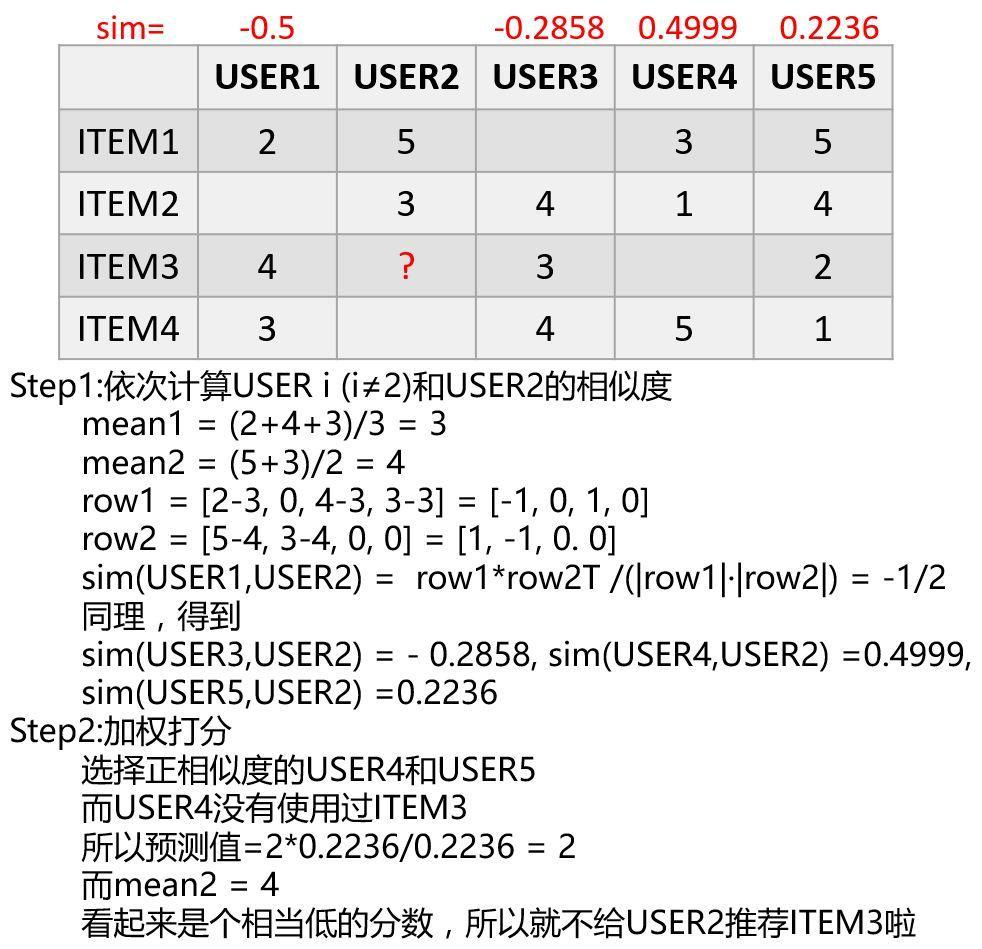 sim= -0.5 -0.2858 0.4999 0.2236
USER1 USER2 USER3 USER4 USER5
ITEM1 2 5 3 5
ITEM2 3 4 1 4
ITEM3 4 ? 3 2
ITEM4 3 4 5 1
Step1:依次计算USER i (i≠2)和USER2的相似度
mean1 = (2+4+3)/3 = 3
mean2 = (5+3)/2 = 4
row1 = [2-3, 0, 4-3, 3-3] = [-1, 0, 1, 0]
row2 = [5-4, 3-4, 0, 0] = [1, -1, 0. 0]
sim(USER1,USER2) = row1*row2T /(|row1|·|row2|) = -1/2
同理，得到
sim(USER3,USER2) = - 0.2858, sim(USER4,USER2) =0.4999,
sim(USER5,USER2) =0.2236
Step2:加权打分
选择正相似度的USER4和USER5
而USER4没有使用过ITEM3
所以预测值=2*0.2236/0.2236 = 2
而mean2 = 4
看起来是个相当低的分数，所以就不给USER2推荐ITEM3啦